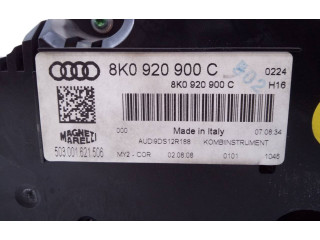 8K0 920 900 C
0224
8K0 920 900 C
H16
MAGNETI
MARELLI
000
Made in Italy
07:08:34
AUDI9DS12R188
KOMBIINSTRUMENT
503.001.621.506
MY2 - COR
02.08.08
0101
1045